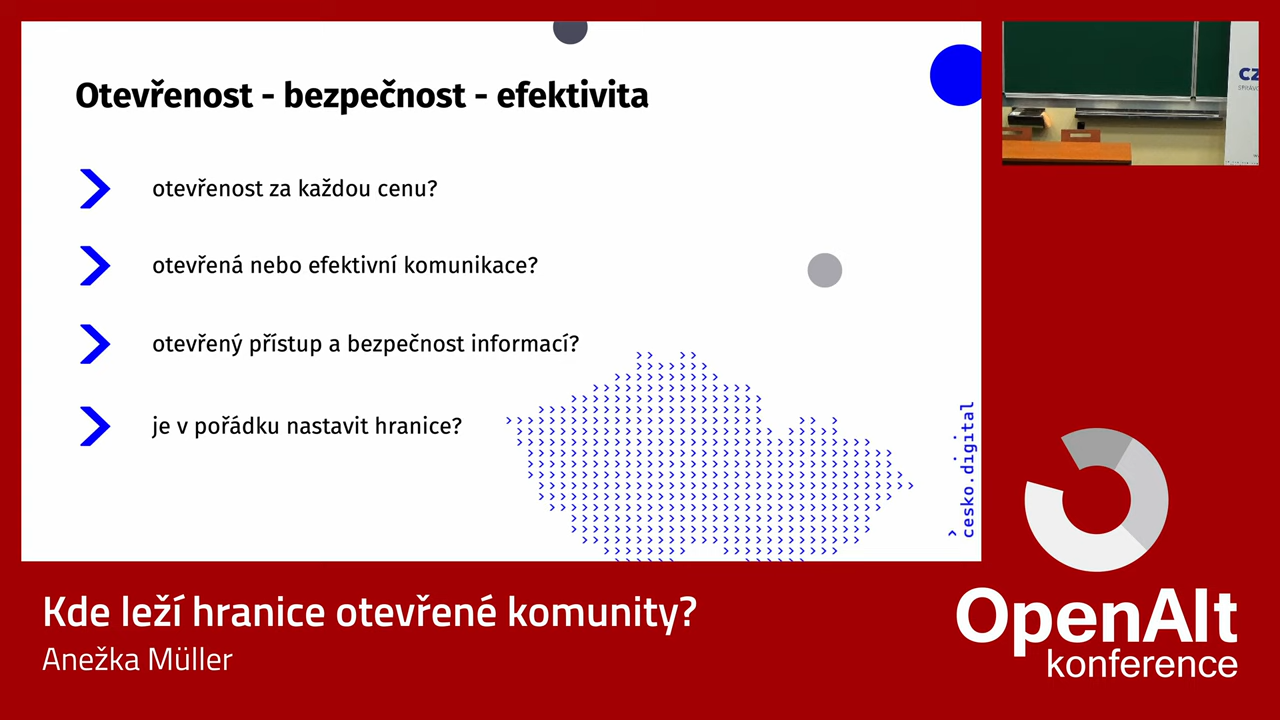 Otevřenost - bezpečnost - efektivita
otevřenost za každou cenu?
otevřená nebo efektivní komunikace?
otevřený přístup a bezpečnost informací?
je v pořádku nastavit hranice?
cesko.digital
CZ
Kde leží hranice otevřené komunity?
Anežka Müller
OpenAlt
konference